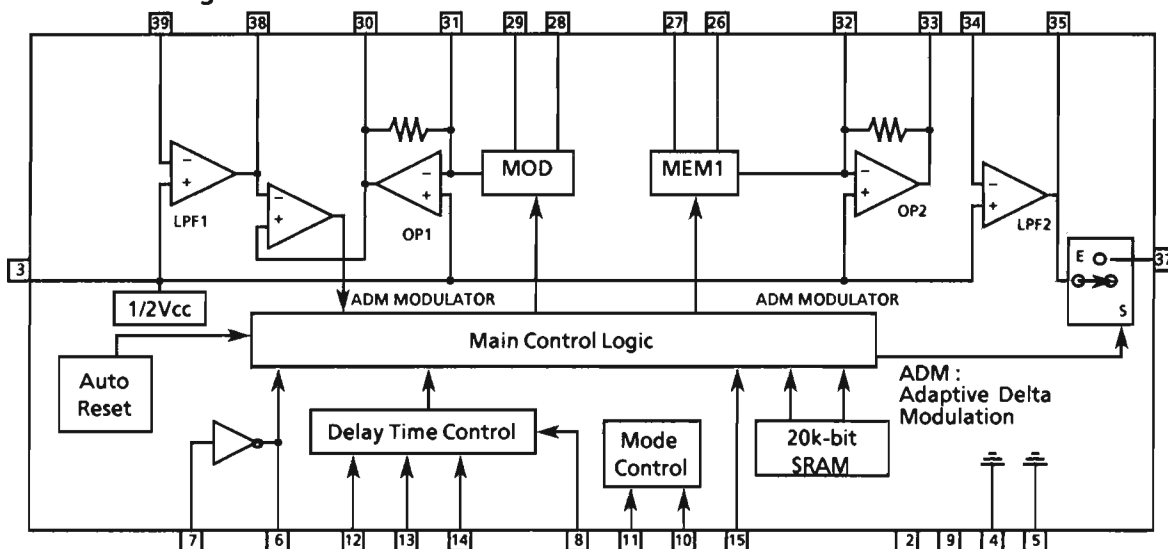 39 38 30 31 29 28 27 26 32 33 34 35
MOD MEM1
− + LPF1
− +
− + OP1
− + OP2
− + LPF2
3
E 37
S
1/2Vcc
ADM MODULATOR ADM MODULATOR
Main Control Logic
Auto
Reset
ADM :
Adaptive Delta
Modulation
Delay Time Control
Mode
Control
20k-bit
SRAM
7 6 12 13 14 8 11 10 15 2 9 4 5